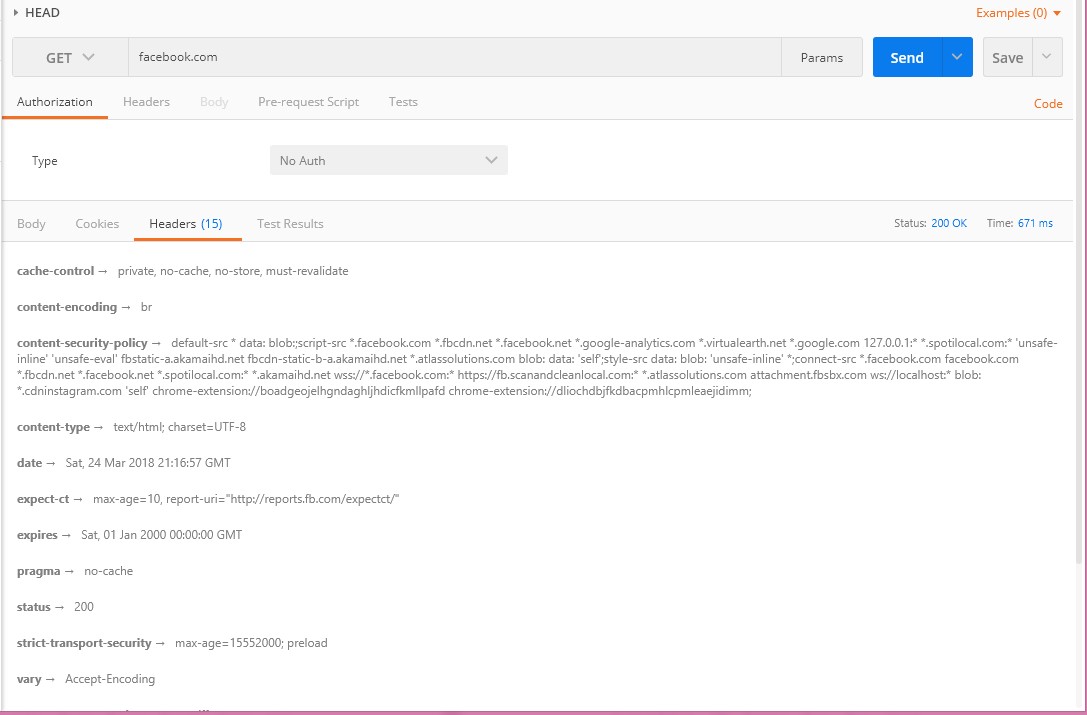 HEAD
Examples (0)
GET
facebook.com
Params
Send
Save
Authorization
Headers
Body
Pre-request Script
Tests
Code
Type
No Auth
Body
Cookies
Headers (15)
Test Results
Status: 200 OK
Time: 671 ms
cache-control → private, no-cache, no-store, must-revalidate
content-encoding → br
content-security-policy → default-src * data: blob:;script-src *.facebook.com *.fbcdn.net *.facebook.net *.google-analytics.com *.virtualearth.net *.google.com 127.0.0.1:* *.spotilocal.com:* 'unsafe-
inline' 'unsafe-eval' fbstatic-a.akamaihd.net fbcdn-static-b-a.akamaihd.net *.atlassolutions.com blob: data: 'self';style-src data: blob: 'unsafe-inline' *;connect-src *.facebook.com facebook.com
*.fbcdn.net *.facebook.net *.spotilocal.com:* *.akamaihd.net wss://*.facebook.com:* https://fb.scanandcleanlocal.com:* *.atlassolutions.com attachment.fbsbx.com ws://localhost:* blob:
*.cdninstagram.com 'self' chrome-extension://boadgeojelhgndaghljhdicfkmllpafd chrome-extension://dliochdbjfkdbacpmhlcpmleaejidimm;
content-type → text/html; charset=UTF-8
date → Sat, 24 Mar 2018 21:16:57 GMT
expect-ct → max-age=10, report-uri="http://reports.fb.com/expectct/"
expires → Sat, 01 Jan 2000 00:00:00 GMT
pragma → no-cache
status → 200
strict-transport-security → max-age=15552000; preload
vary → Accept-Encoding